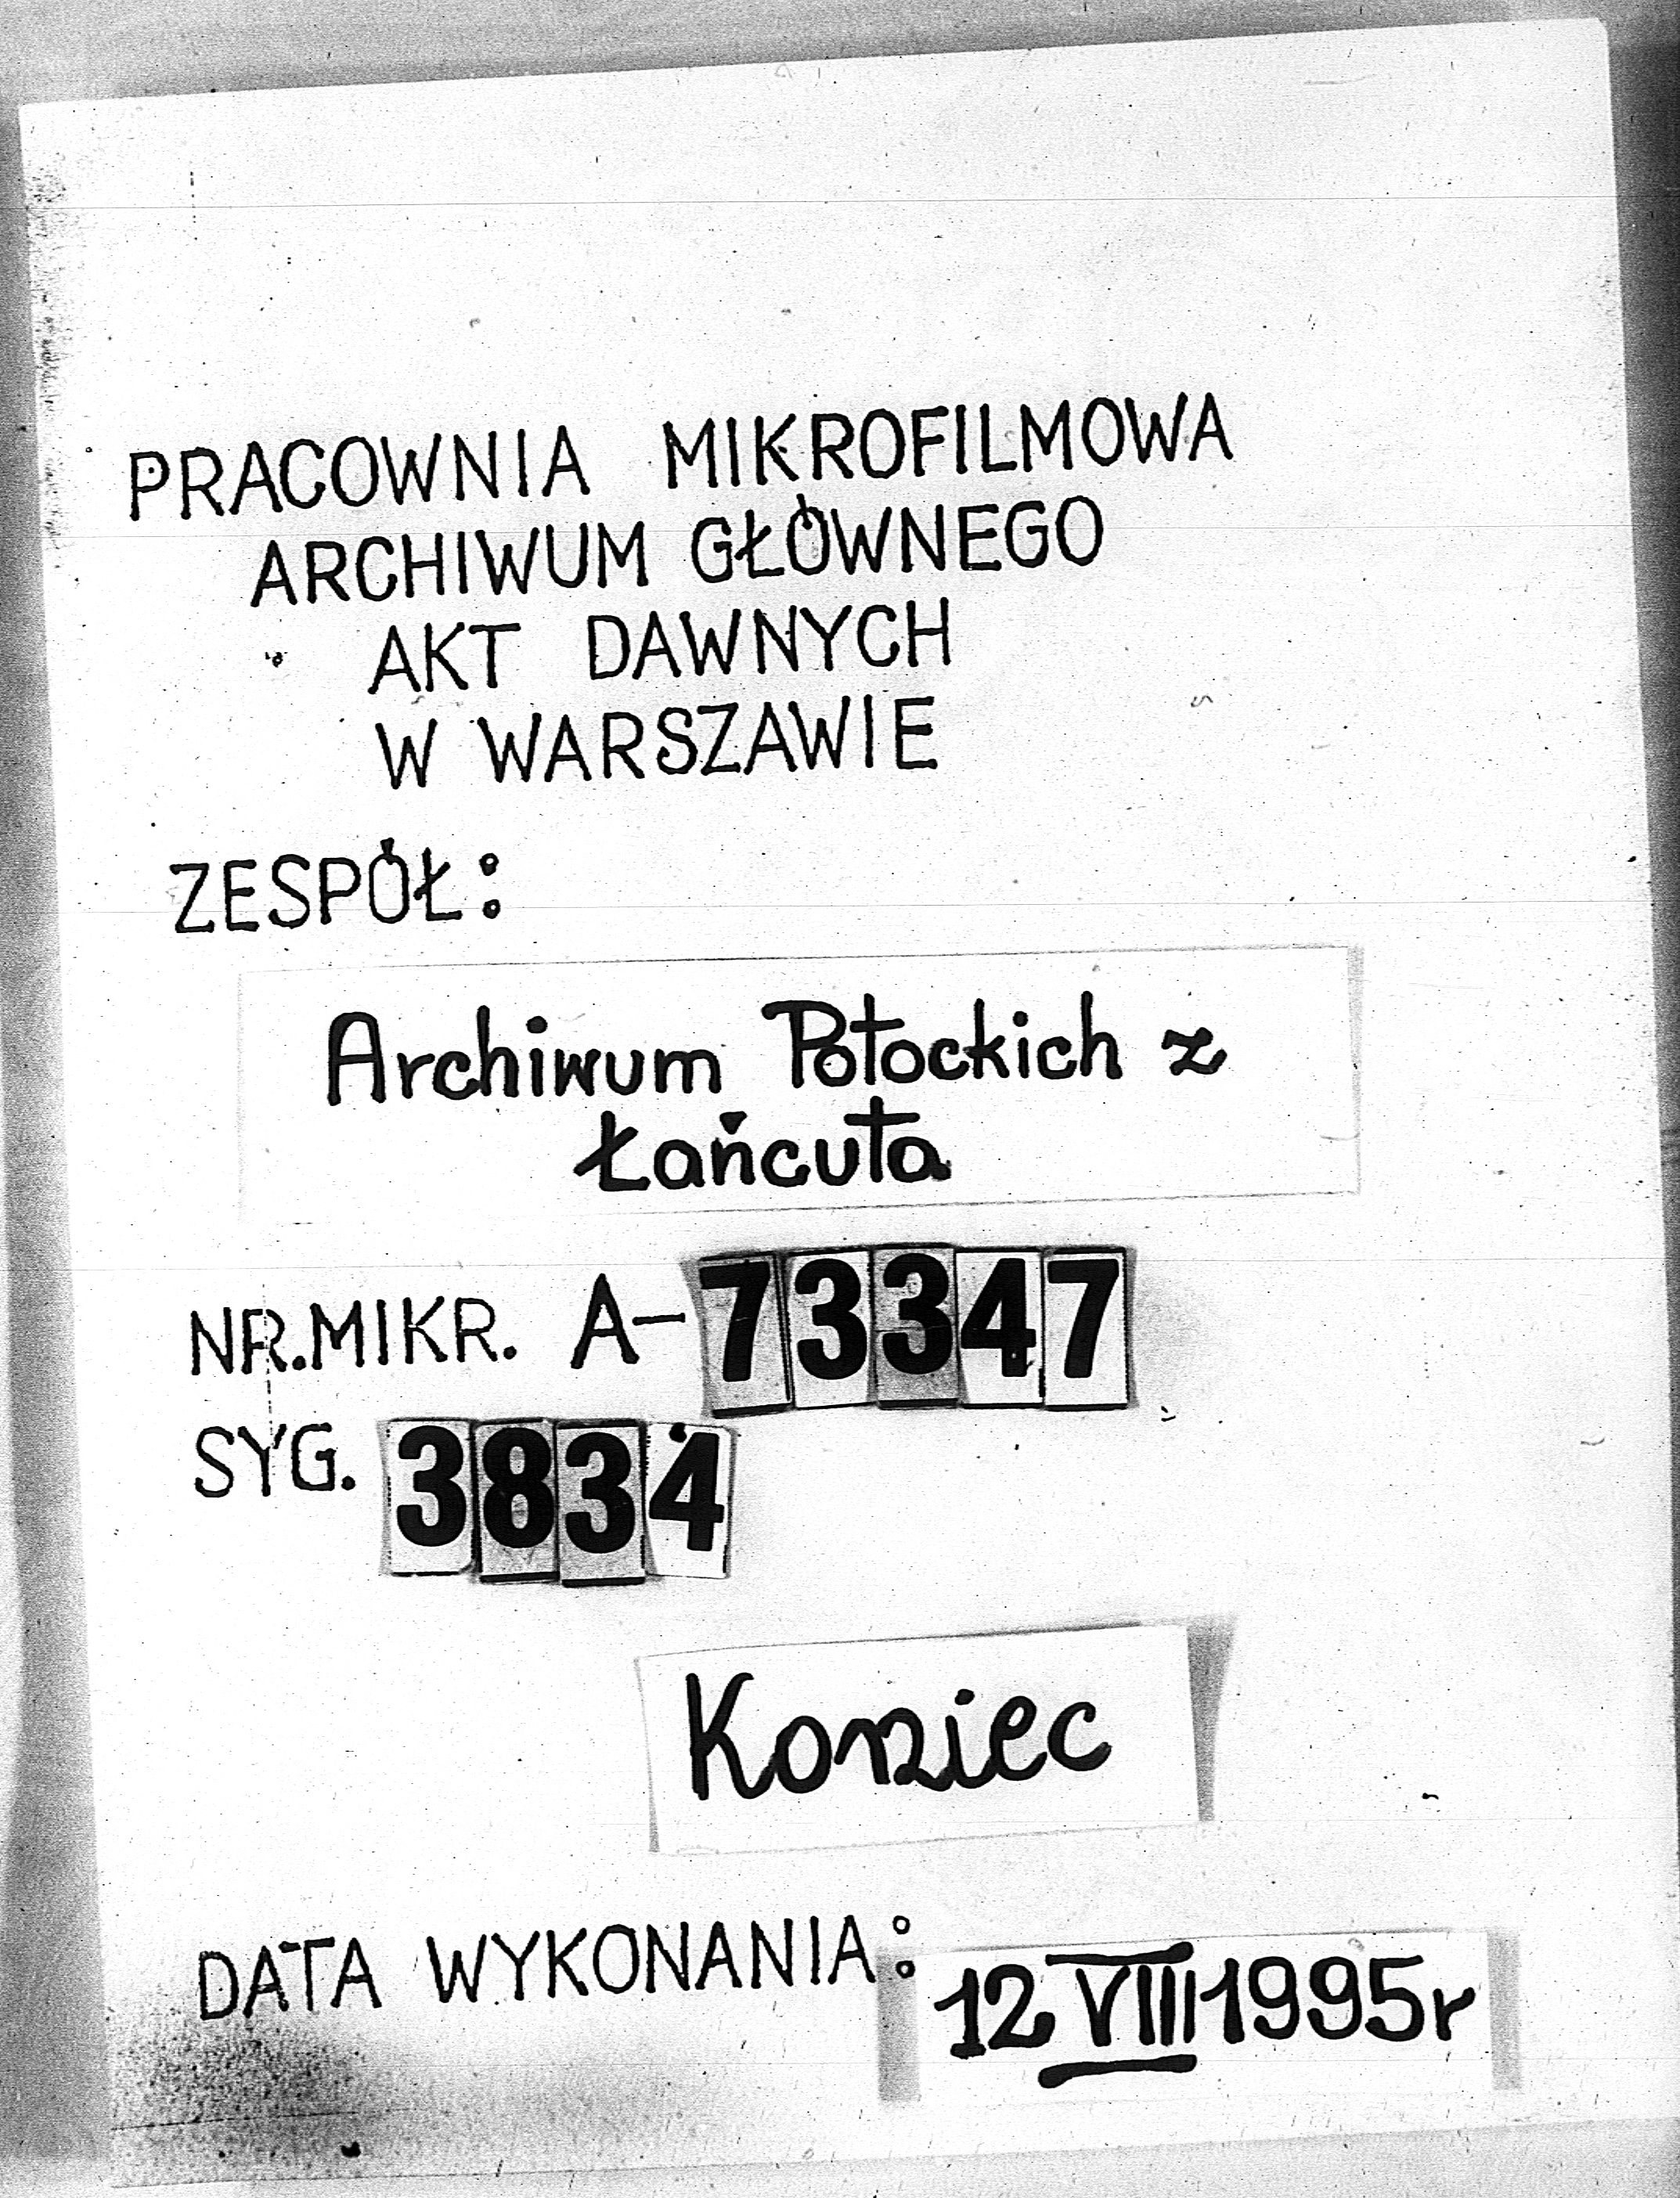 PRACOWNIA MIKROFILMOWA
ARCHIWUM GŁÓWNEGO
AKT DAWNYCH
W WARSZAWIE
ZESPÓŁ:
Archiwum Potockich z
Łańcuta
NR.MIKR. A-73347
SYG. 3834
Koniec
DATA WYKONANIA: 12 VIII 1995r